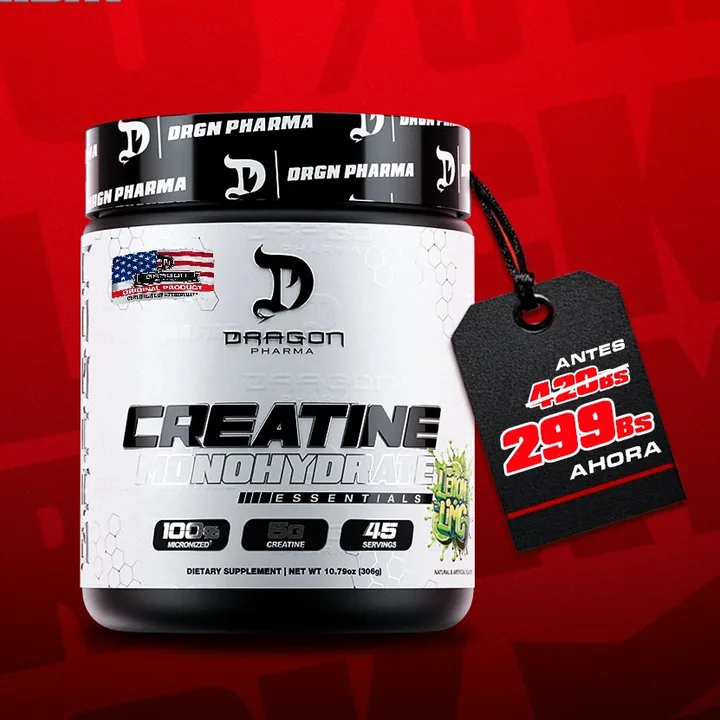 DRGN PHARMA
DRGN PHARMA
DRGN PHARMA
ORIGINAL PRODUCT
DRAGON
PHARMA
CREATINE
MONOHYDRATE
ESSENTIALS
LEMON
LIME
100%
MICRONIZED
5G
CREATINE
45
SERVINGS
DIETARY SUPPLEMENT | NET WT 10.79oz (306g)
ANTES
420BS
299BS
AHORA